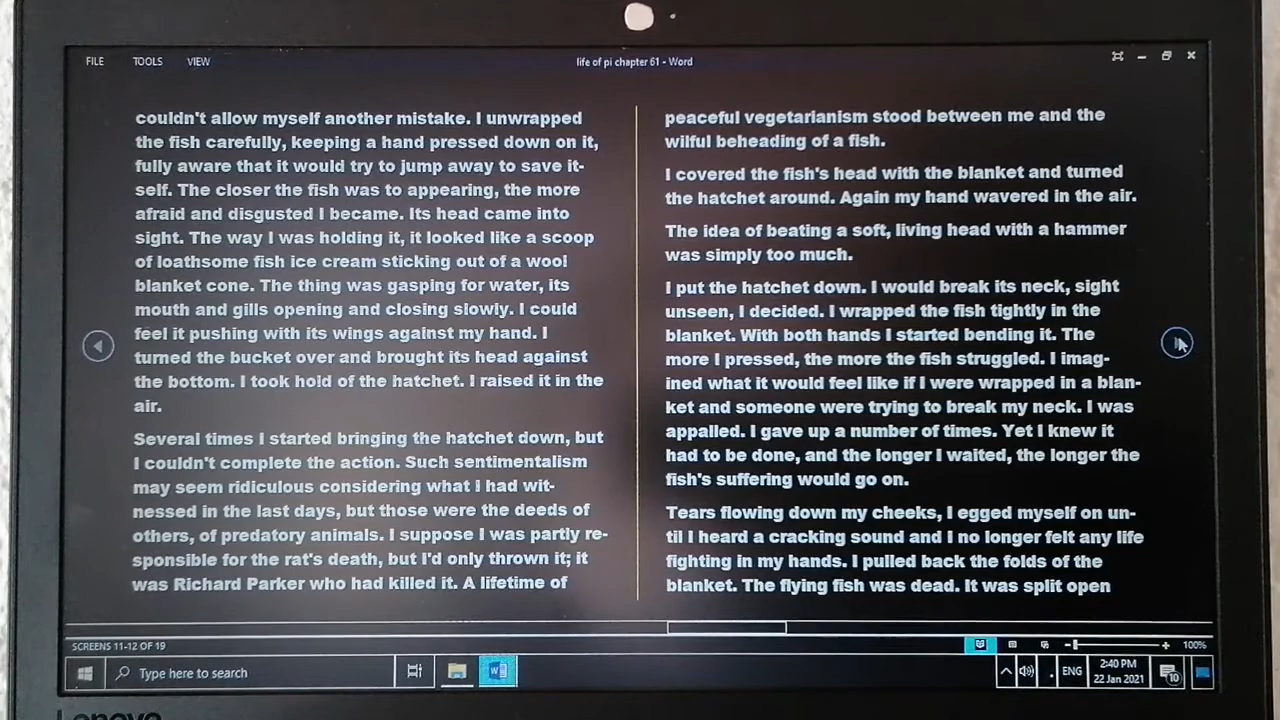 FILE TOOLS VIEW life of pi chapter 61 - Word
couldn't allow myself another mistake. I unwrapped
the fish carefully, keeping a hand pressed down on it,
fully aware that it would try to jump away to save it-
self. The closer the fish was to appearing, the more
afraid and disgusted I became. Its head came into
sight. The way I was holding it, it looked like a scoop
of loathsome fish ice cream sticking out of a wool
blanket cone. The thing was gasping for water, its
mouth and gills opening and closing slowly. I could
feel it pushing with its wings against my hand. I
turned the bucket over and brought its head against
the bottom. I took hold of the hatchet. I raised it in the
air.
Several times I started bringing the hatchet down, but
I couldn't complete the action. Such sentimentalism
may seem ridiculous considering what I had wit-
nessed in the last days, but those were the deeds of
others, of predatory animals. I suppose I was partly re-
sponsible for the rat's death, but I'd only thrown it; it
was Richard Parker who had killed it. A lifetime of
peaceful vegetarianism stood between me and the
wilful beheading of a fish.
I covered the fish's head with the blanket and turned
the hatchet around. Again my hand wavered in the air.
The idea of beating a soft, living head with a hammer
was simply too much.
I put the hatchet down. I would break its neck, sight
unseen, I decided. I wrapped the fish tightly in the
blanket. With both hands I started bending it. The
more I pressed, the more the fish struggled. I imag-
ined what it would feel like if I were wrapped in a blan-
ket and someone were trying to break my neck. I was
appalled. I gave up a number of times. Yet I knew it
had to be done, and the longer I waited, the longer the
fish's suffering would go on.
Tears flowing down my cheeks, I egged myself on un-
til I heard a cracking sound and I no longer felt any life
fighting in my hands. I pulled back the folds of the
blanket. The flying fish was dead. It was split open
SCREENS 11-12 OF 19 100%
Type here to search ENG 2:40 PM
22 Jan 2021 10
Lenovo